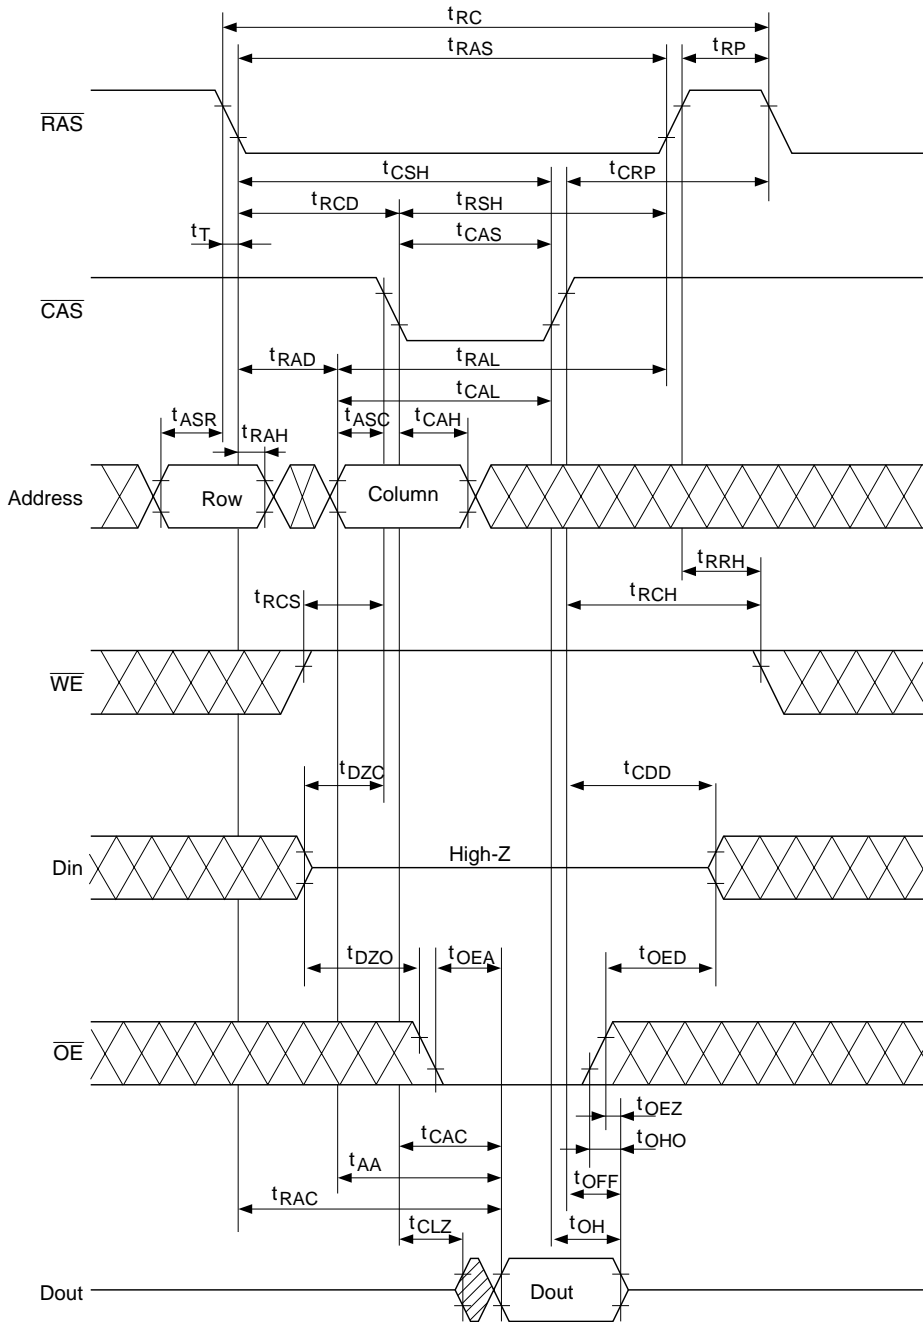 tRC
tRAS
tRP
RAS
tCSH
tCRP
tRCD
tRSH
tT
tCAS
CAS
tRAD
tRAL
tCAL
tASR
tASC
tCAH
tRAH
Address
Row
Column
tRRH
tRCS
tRCH
WE
tDZC
tCDD
High-Z
Din
tDZO
tOEA
tOED
OE
tOEZ
tCAC
tOHO
tAA
tOFF
tRAC
tCLZ
tOH
Dout
Dout